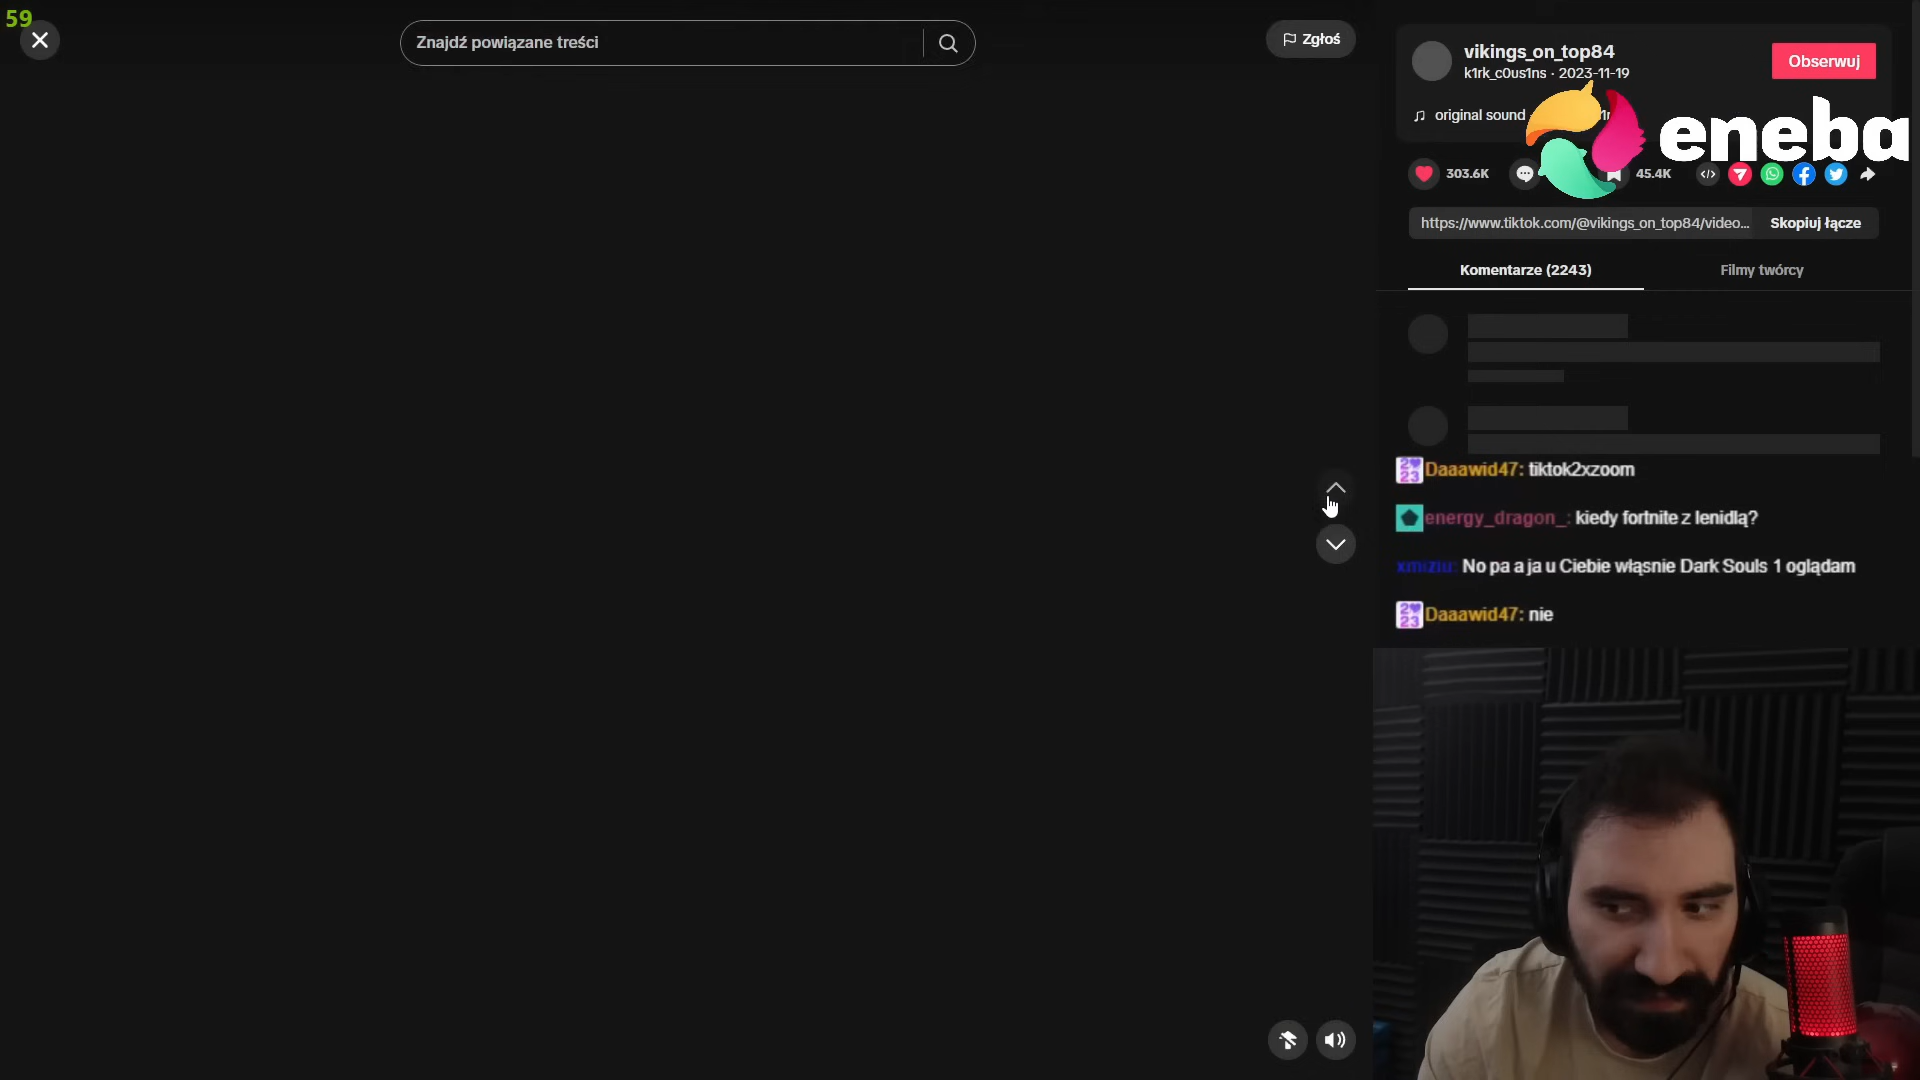 59
Znajdź powiązane treści
Zgłoś
vikings_on_top84
k1rk_c0us1ns · 2023-11-19
Obserwuj
original sound
eneba
303.6K
45.4K
https://www.tiktok.com/@vikings_on_top84/video...
Skopiuj łącze
Komentarze (2243)
Filmy twórcy
Daaawid47: tiktok2xzoom
energy_dragon_: kiedy fortnite z lenidlą?
xmiziu: No pa a ja u Ciebie włąsnie Dark Souls 1 oglądam
Daaawid47: nie